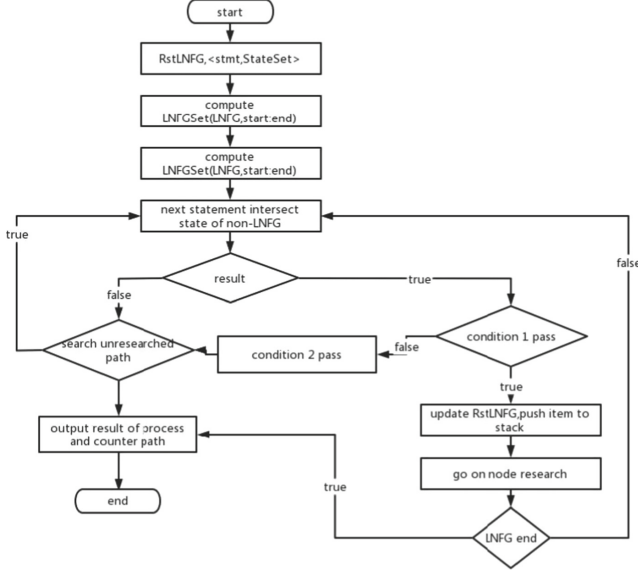 start
RstLNFG,<stmt,StateSet>
compute
LNFGSet(LNFG,start:end)
compute
LNFGSet(LNFG,start:end)
next statement intersect
state of non-LNFG
true
false
result
true
false
search unresearched
path
condition 2 pass
false
condition 1 pass
true
output result of process
and counter path
update RstLNFG,push item to
stack
go on node research
end
true
LNFG end